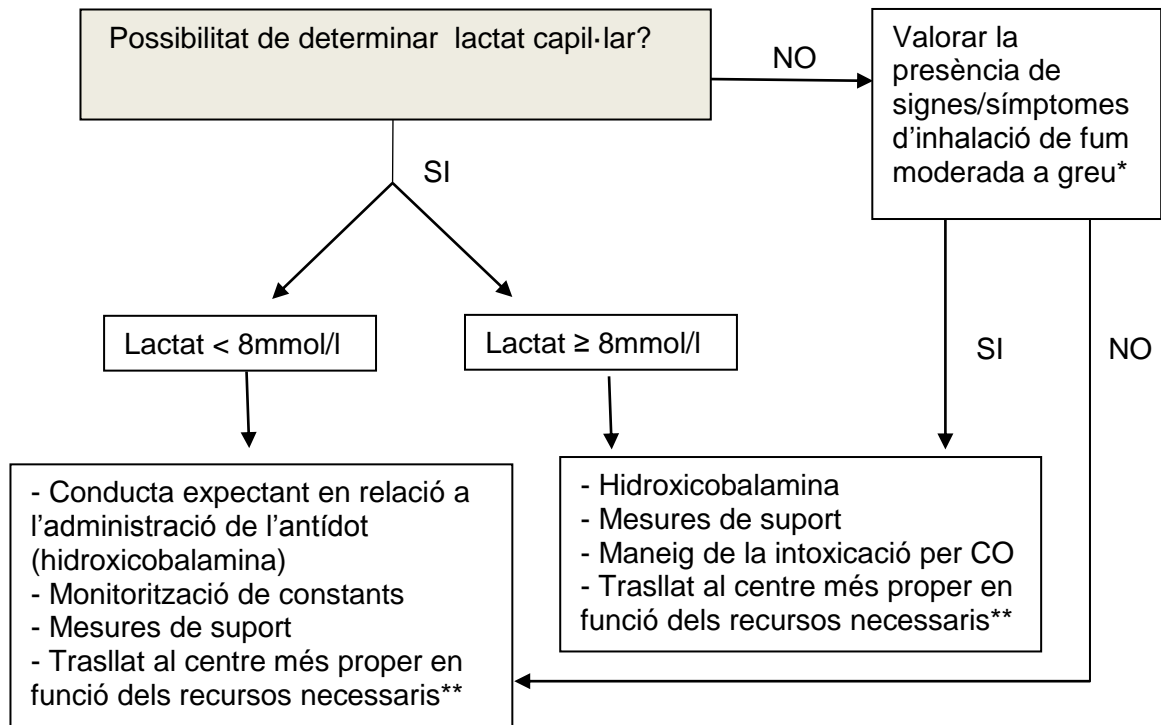 Possibilitat de determinar lactat capil·lar?
NO
Valorar la
presència de
signes/símptomes
d’inhalació de fum
moderada a greu*
SI
Lactat < 8mmol/l
Lactat ≥ 8mmol/l
SI
NO
- Conducta expectant en relació a
l’administració de l’antídot
(hidroxicobalamina)
- Monitorització de constants
- Mesures de suport
- Trasllat al centre més proper en
funció dels recursos necessaris**
- Hidroxicobalamina
- Mesures de suport
- Maneig de la intoxicació per CO
- Trasllat al centre més proper en
funció dels recursos necessaris**